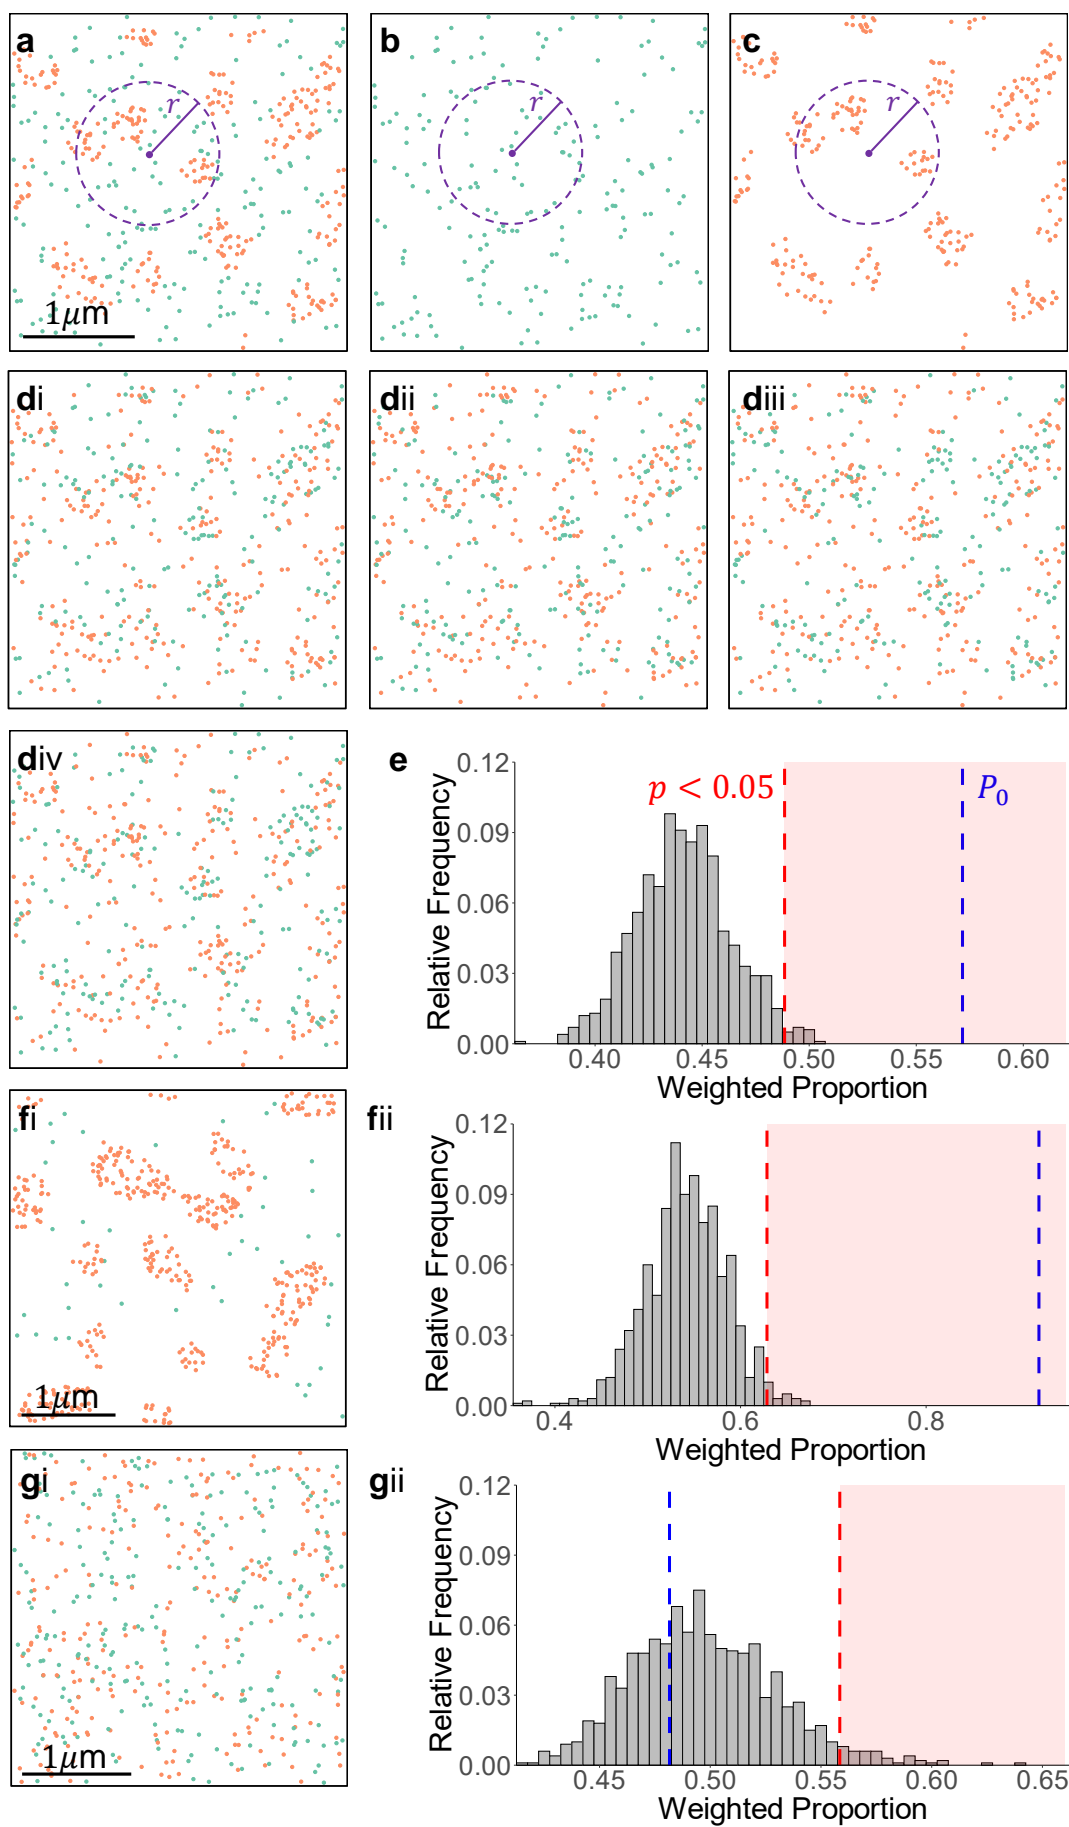 a
r
1μm
b
r
c
r
di
dii
diii
div
e
Relative Frequency
0.12
0.09
0.06
0.03
0.00
p < 0.05
P₀
0.40 0.45 0.50 0.55 0.60
Weighted Proportion
fi
1μm
fii
Relative Frequency
0.12
0.09
0.06
0.03
0.00
0.4 0.6 0.8
Weighted Proportion
gi
1μm
gii
Relative Frequency
0.12
0.09
0.06
0.03
0.00
0.45 0.50 0.55 0.60 0.65
Weighted Proportion